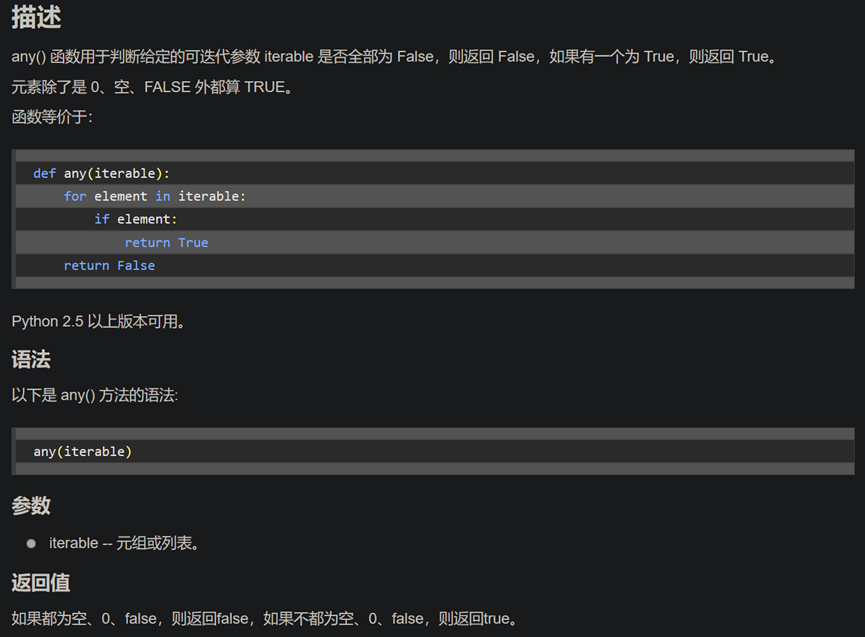 描述
any() 函数用于判断给定的可迭代参数 iterable 是否全部为 False，则返回 False，如果有一个为 True，则返回 True。
元素除了是 0、空、FALSE 外都算 TRUE。
函数等价于：
def any(iterable):
    for element in iterable:
        if element:
            return True
    return False
Python 2.5 以上版本可用。
语法
以下是 any() 方法的语法:
any(iterable)
参数
● iterable -- 元组或列表。
返回值
如果都为空、0、false，则返回false，如果不都为空、0、false，则返回true。